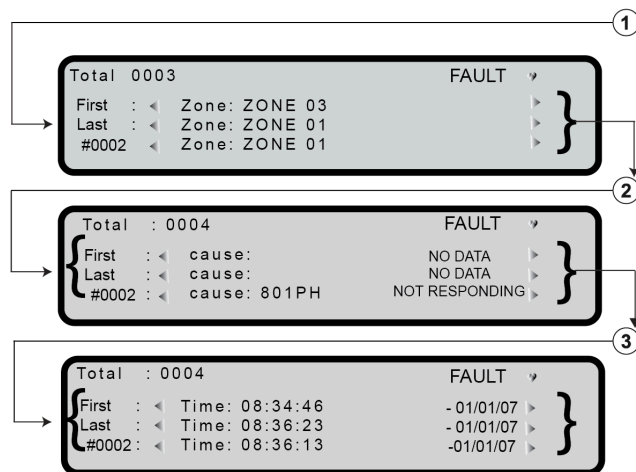 1
Total 0003 FAULT
First : Zone: ZONE 03
Last : Zone: ZONE 01
#0002 Zone: ZONE 01
2
Total : 0004 FAULT
First : cause: NO DATA
Last : cause: NO DATA
#0002 : cause: 801PH NOT RESPONDING
3
Total : 0004 FAULT
First : Time: 08:34:46 - 01/01/07
Last : Time: 08:36:23 - 01/01/07
#0002 : Time: 08:36:13 -01/01/07